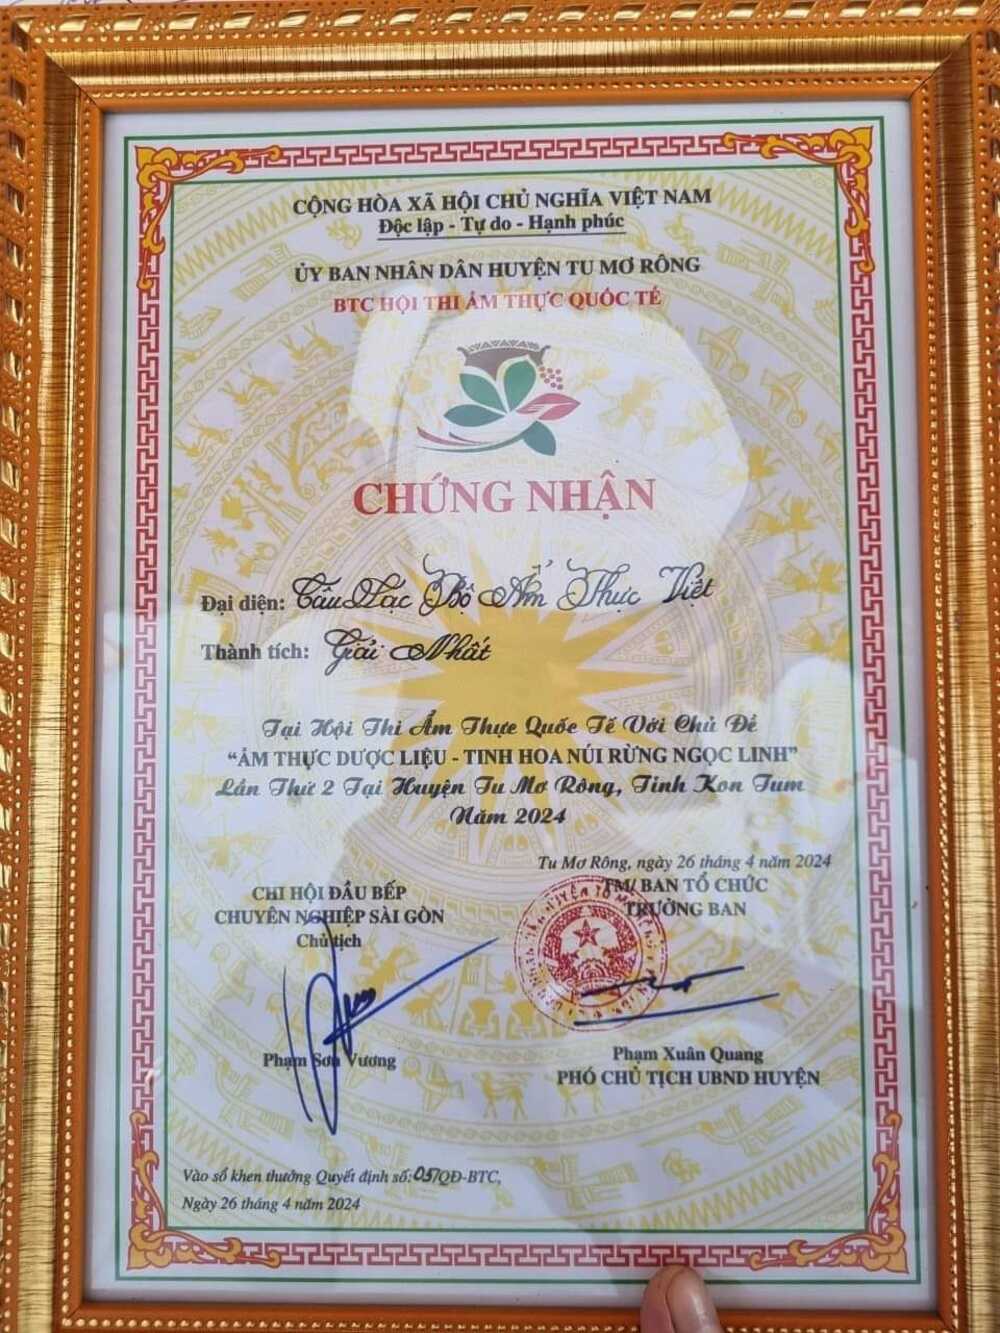 CỘNG HÒA XÃ HỘI CHỦ NGHĨA VIỆT NAM
Độc lập - Tự do - Hạnh phúc
ỦY BAN NHÂN DÂN HUYỆN TU MƠ RÔNG
BTC HỘI THI ẨM THỰC QUỐC TẾ
CHỨNG NHẬN
Đại diện: Câu Lạc Bộ Ẩm Thực Việt
Thành tích: Giải Nhất
Tại Hội Thi Ẩm Thực Quốc Tế Với Chủ Đề
“ẨM THỰC DƯỢC LIỆU - TINH HOA NÚI RỪNG NGỌC LINH”
Lần Thứ 2 Tại Huyện Tu Mơ Rông, Tỉnh Kon Tum
Năm 2024
Tu Mơ Rông, ngày 26 tháng 4 năm 2024
CHI HỘI ĐẦU BẾP
CHUYÊN NGHIỆP SÀI GÒN
Chủ tịch
Phạm Sơn Vương
TM/ BAN TỔ CHỨC
TRƯỞNG BAN
Phạm Xuân Quang
PHÓ CHỦ TỊCH UBND HUYỆN
Vào sổ khen thưởng Quyết định số: 05/QĐ-BTC,
Ngày 26 tháng 4 năm 2024